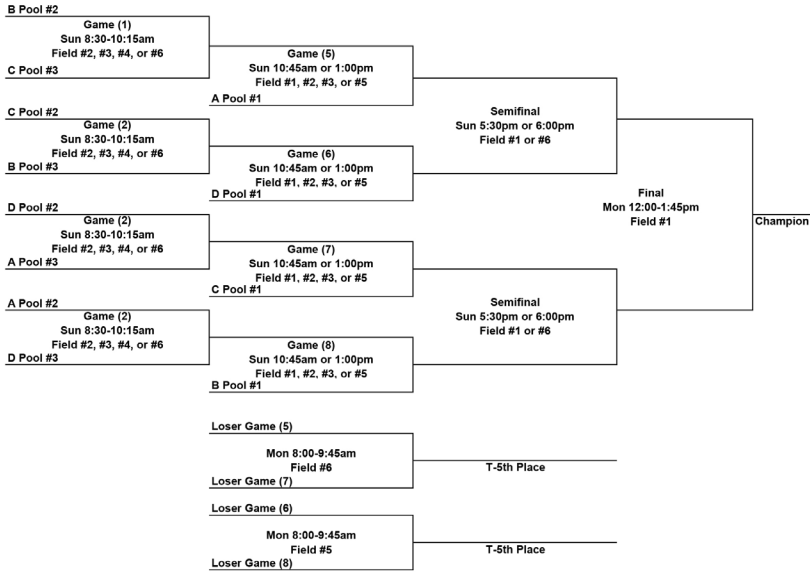 B Pool #2
Game (1)
Sun 8:30-10:15am
Field #2, #3, #4, or #6
C Pool #3
Game (5)
Sun 10:45am or 1:00pm
Field #1, #2, #3, or #5
A Pool #1
C Pool #2
Game (2)
Sun 8:30-10:15am
Field #2, #3, #4, or #6
B Pool #3
Game (6)
Sun 10:45am or 1:00pm
Field #1, #2, #3, or #5
D Pool #1
Semifinal
Sun 5:30pm or 6:00pm
Field #1 or #6
D Pool #2
Game (2)
Sun 8:30-10:15am
Field #2, #3, #4, or #6
A Pool #3
Game (7)
Sun 10:45am or 1:00pm
Field #1, #2, #3, or #5
C Pool #1
A Pool #2
Game (2)
Sun 8:30-10:15am
Field #2, #3, #4, or #6
D Pool #3
Game (8)
Sun 10:45am or 1:00pm
Field #1, #2, #3, or #5
B Pool #1
Semifinal
Sun 5:30pm or 6:00pm
Field #1 or #6
Final
Mon 12:00-1:45pm
Field #1
Champion
Loser Game (5)
Mon 8:00-9:45am
Field #6
Loser Game (7)
T-5th Place
Loser Game (6)
Mon 8:00-9:45am
Field #5
Loser Game (8)
T-5th Place